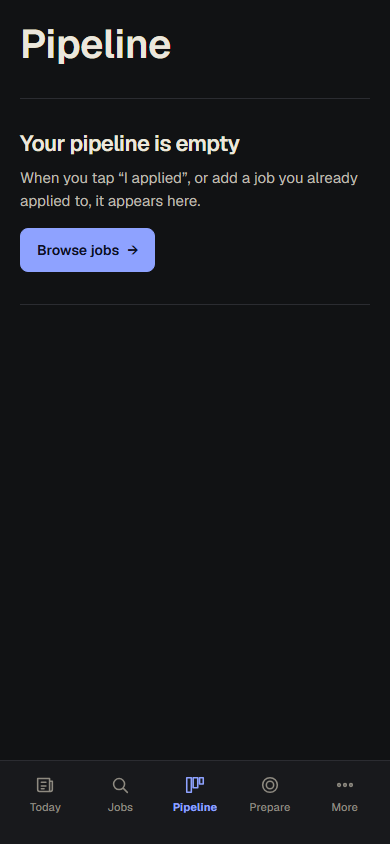 Pipeline
Your pipeline is empty
When you tap “I applied”, or add a job you already
applied to, it appears here.
Browse jobs →
Today
Jobs
Pipeline
Prepare
More